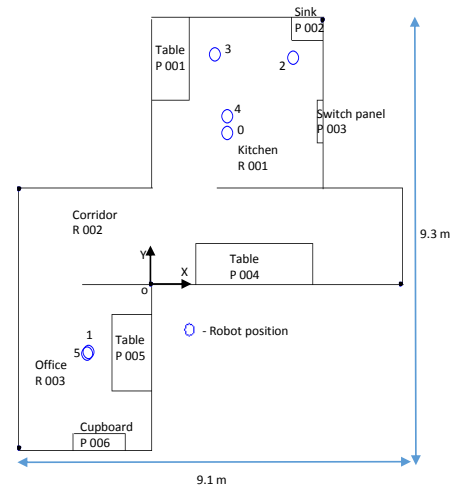 Sink
P 002
Table
P 001
3
2
4
0
Switch panel
P 003
Kitchen
R 001
Corridor
R 002
9.3 m
Y
X
o
Table
P 004
- Robot position
1
5
Table
P 005
Office
R 003
Cupboard
P 006
9.1 m